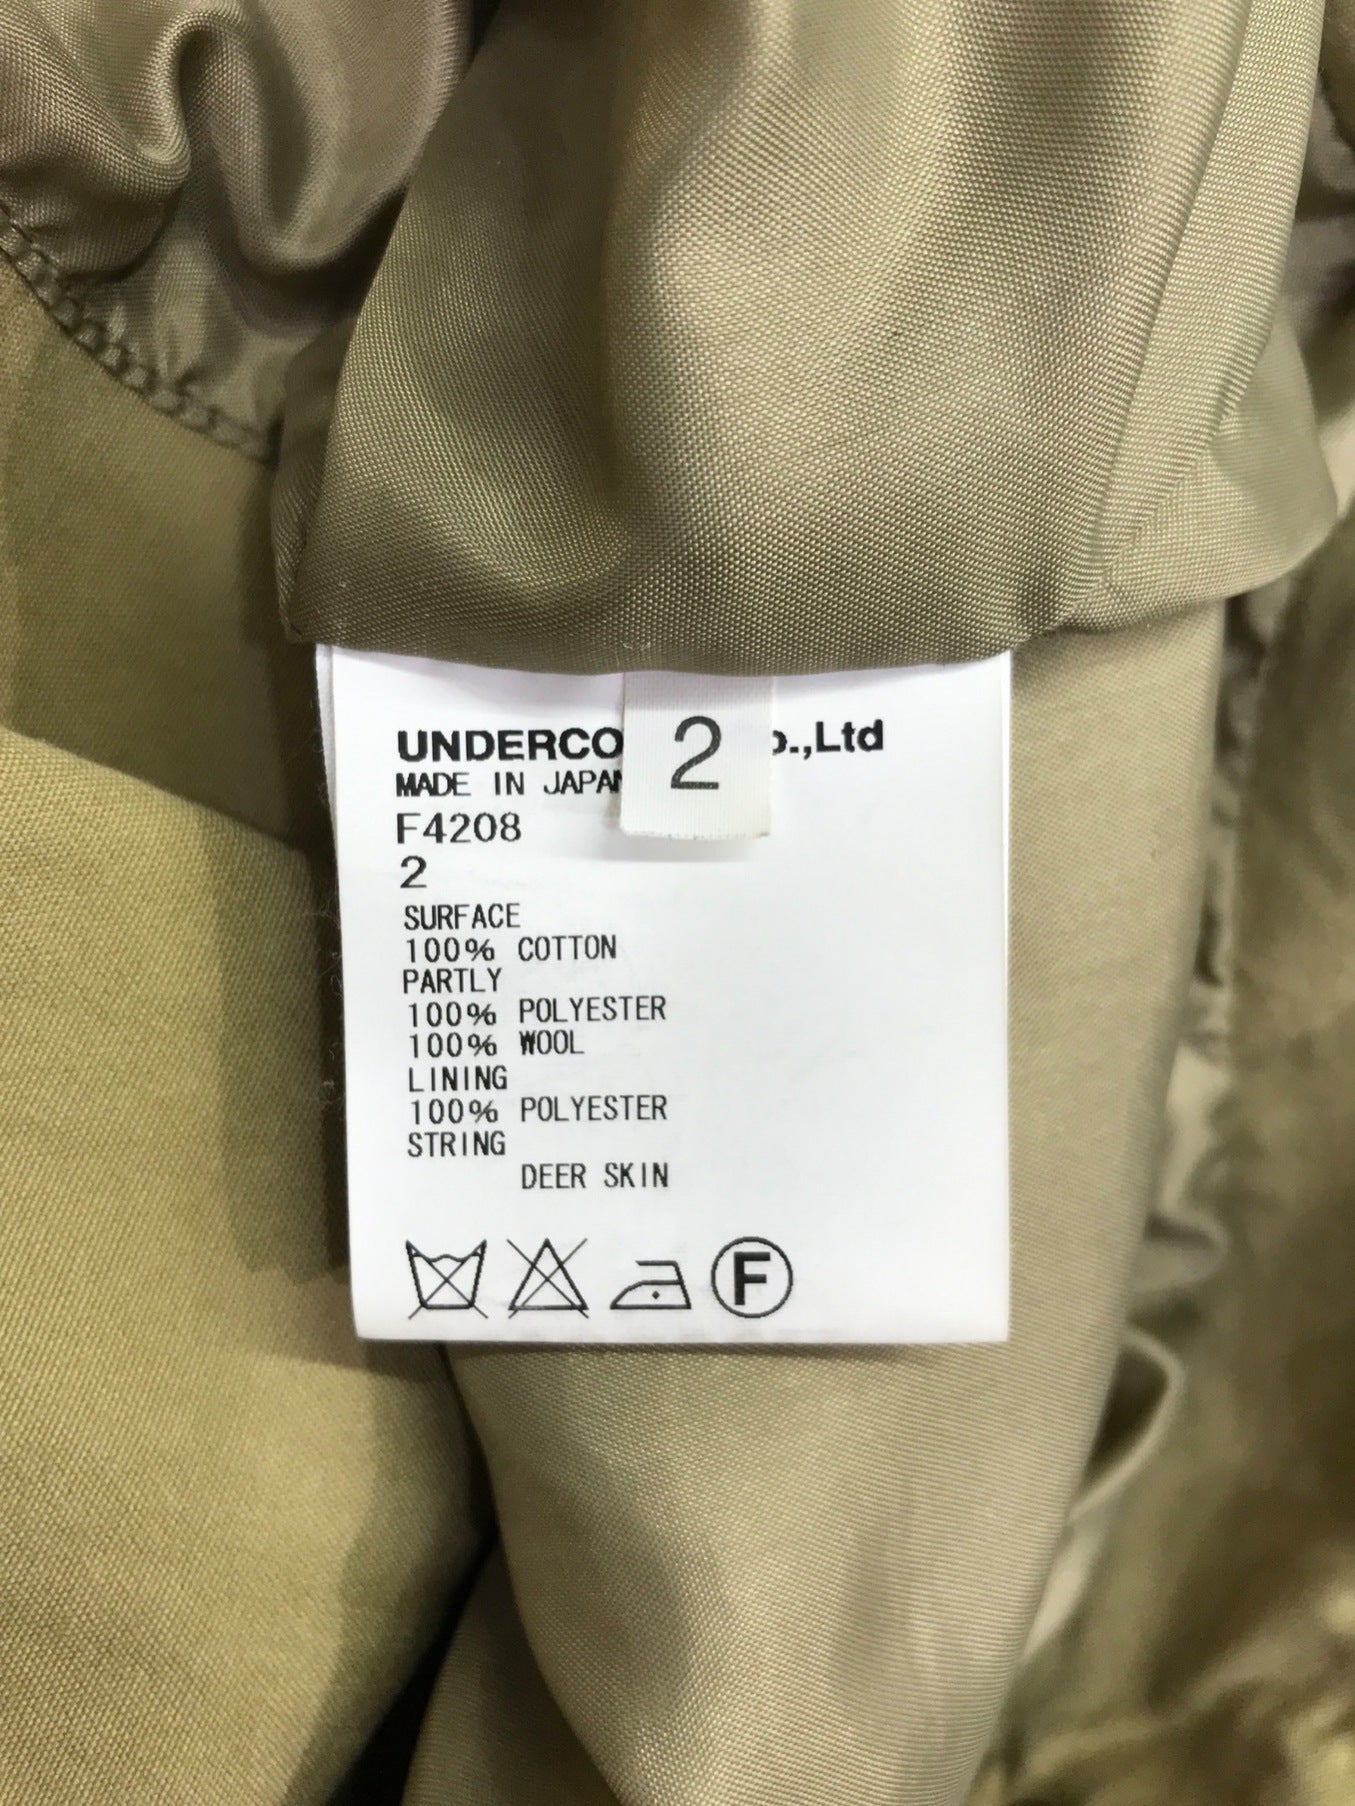 UNDERCO 2 o.,Ltd
MADE IN JAPAN
F4208
2
SURFACE
100% COTTON
PARTLY
100% POLYESTER
100% WOOL
LINING
100% POLYESTER
STRING
DEER SKIN
F